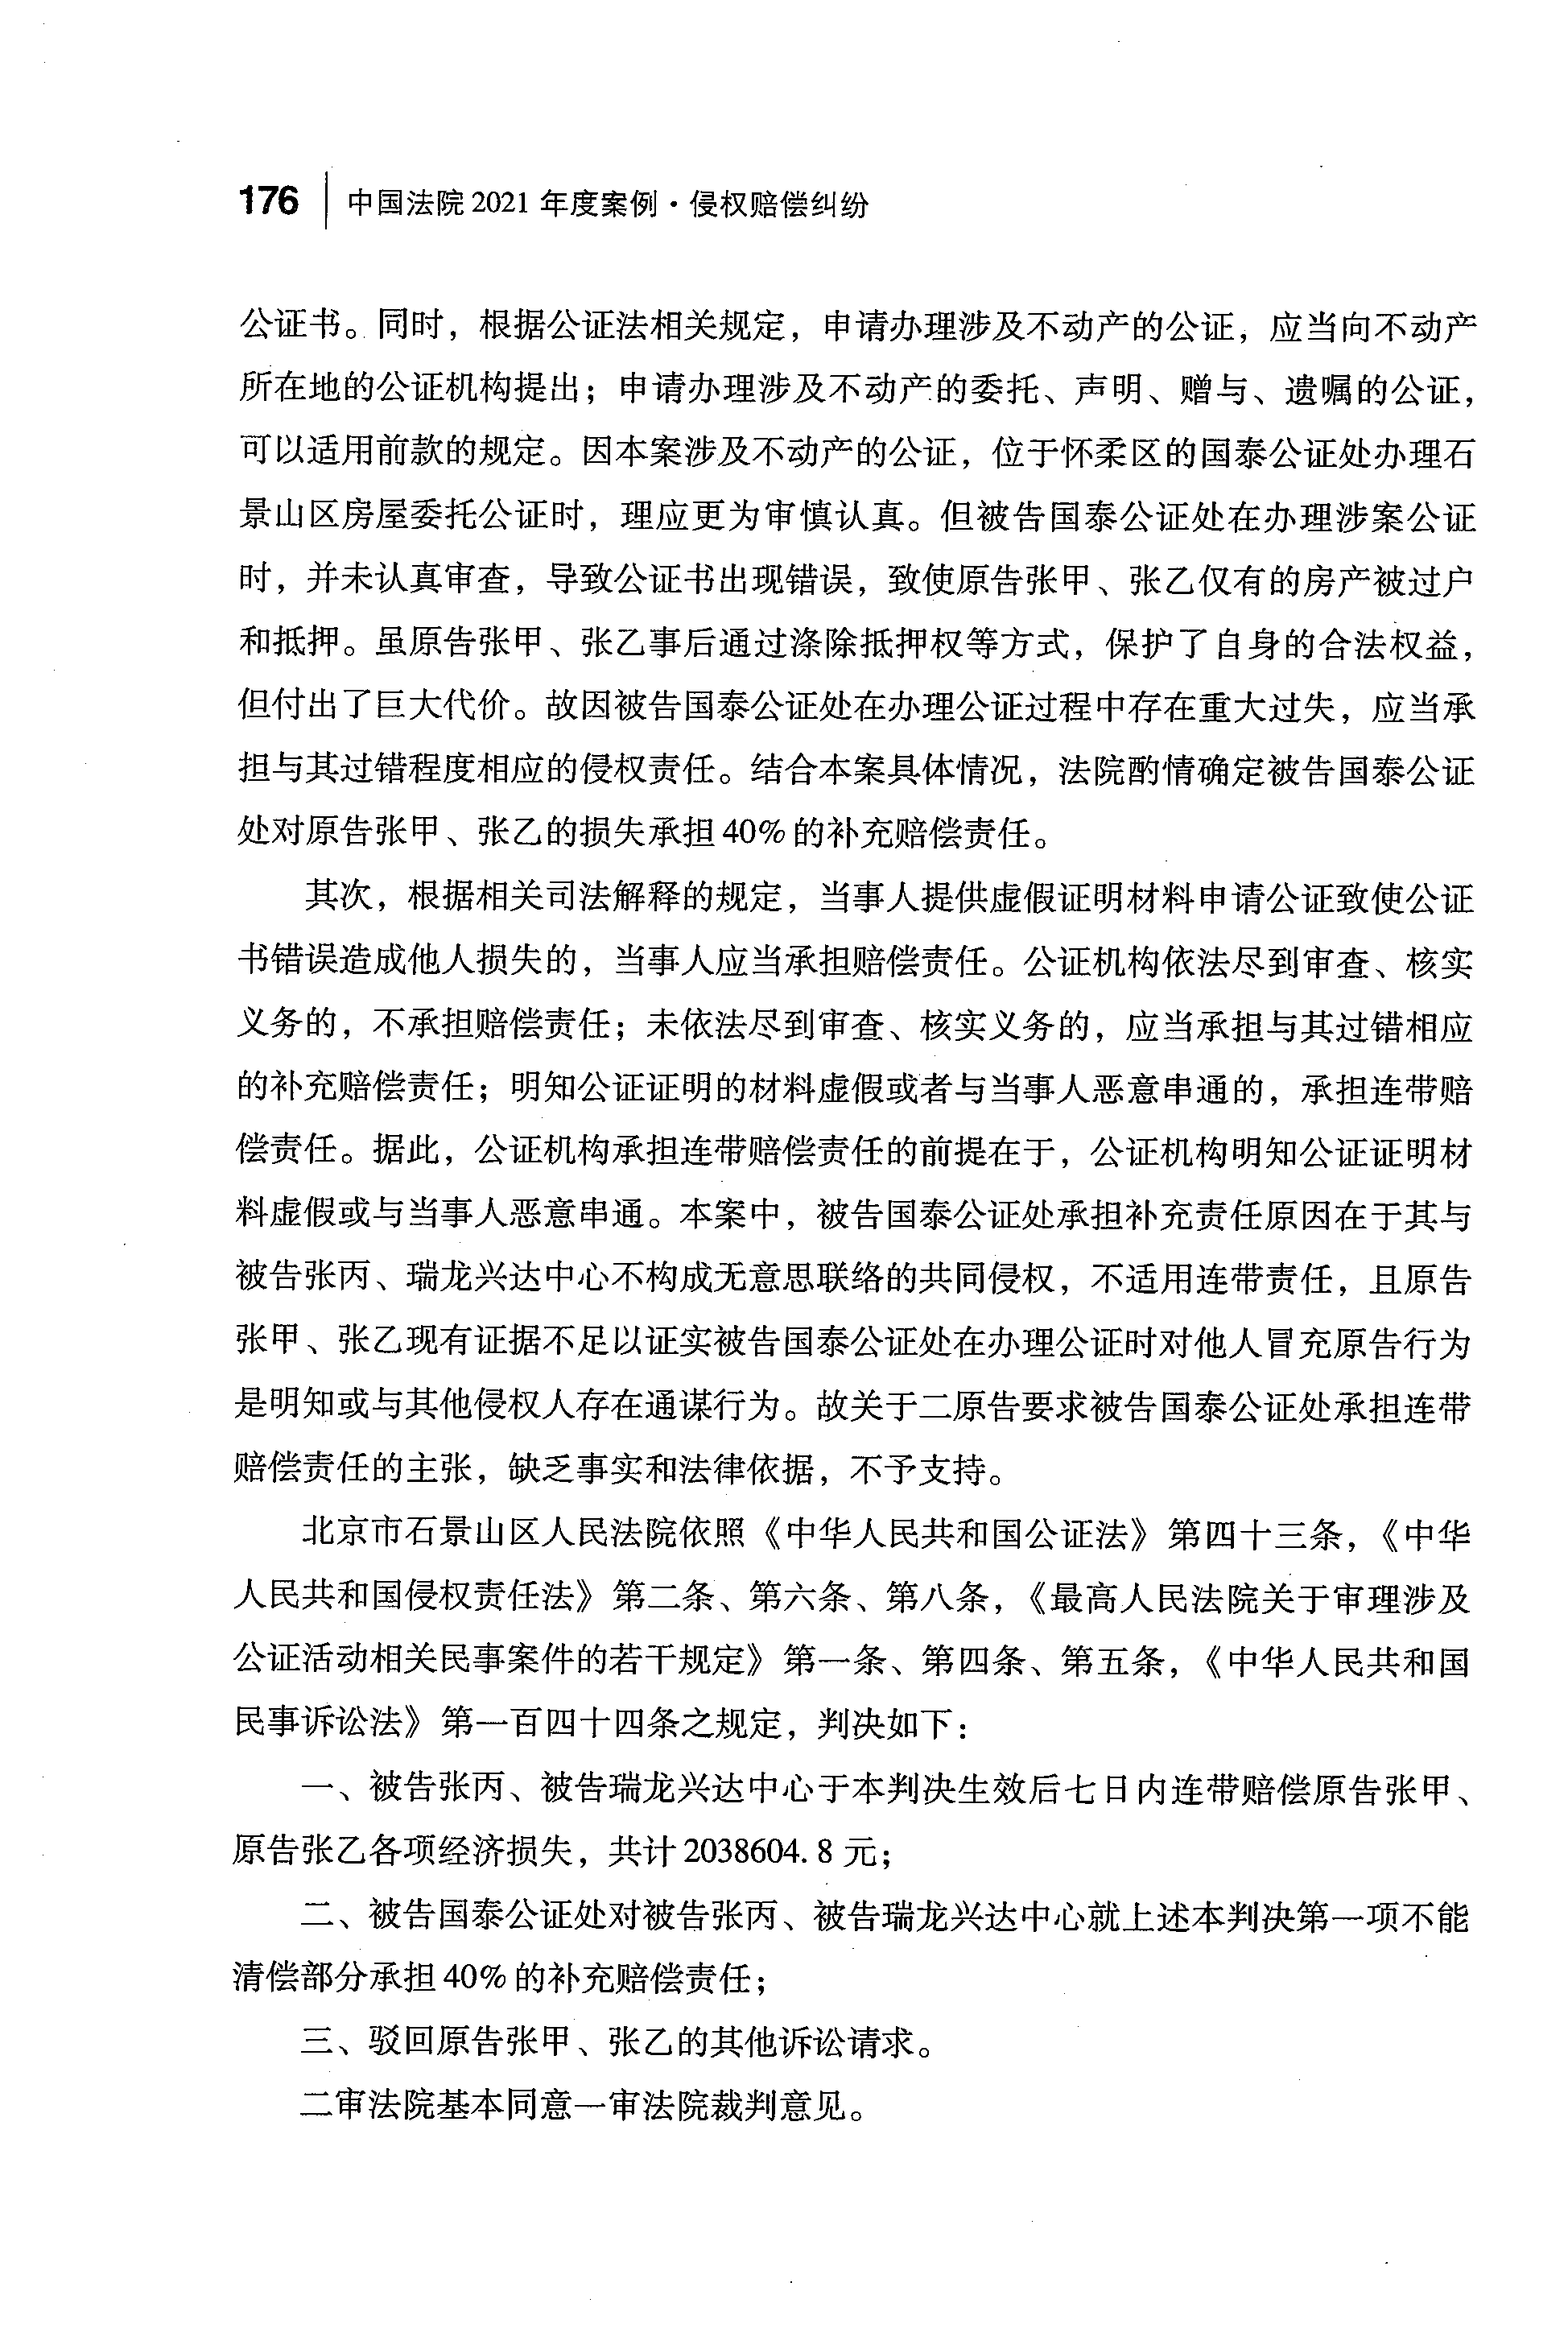 176 中国法院2021年度案例·侵权赔偿纠纷
公证书。同时，根据公证法相关规定，申请办理涉及不动产的公证，应当向不动产
所在地的公证机构提出；申请办理涉及不动产的委托、声明、赠与、遗嘱的公证，
可以适用前款的规定。因本案涉及不动产的公证，位于怀柔区的国泰公证处办理石
景山区房屋委托公证时，理应更为审慎认真。但被告国泰公证处在办理涉案公证
时，并未认真审查，导致公证书出现错误，致使原告张甲、张乙仅有的房产被过户
和抵押。虽原告张甲、张乙事后通过涤除抵押权等方式，保护了自身的合法权益，
但付出了巨大代价。故因被告国泰公证处在办理公证过程中存在重大过失，应当承
担与其过错程度相应的侵权责任。结合本案具体情况，法院酌情确定被告国泰公证
处对原告张甲、张乙的损失承担40%的补充赔偿责任。
其次，根据相关司法解释的规定，当事人提供虚假证明材料申请公证致使公证
书错误造成他人损失的，当事人应当承担赔偿责任。公证机构依法尽到审查、核实
义务的，不承担赔偿责任；未依法尽到审查、核实义务的，应当承担与其过错相应
的补充赔偿责任；明知公证证明的材料虚假或者与当事人恶意串通的，承担连带赔
偿责任。据此，公证机构承担连带赔偿责任的前提在于，公证机构明知公证证明材
料虚假或与当事人恶意串通。本案中，被告国泰公证处承担补充责任原因在于其与
被告张丙、瑞龙兴达中心不构成无意思联络的共同侵权，不适用连带责任，且原告
张甲、张乙现有证据不足以证实被告国泰公证处在办理公证时对他人冒充原告行为
是明知或与其他侵权人存在通谋行为。故关于二原告要求被告国泰公证处承担连带
赔偿责任的主张，缺乏事实和法律依据，不予支持。
北京市石景山区人民法院依照《中华人民共和国公证法》第四十三条，《中华
人民共和国侵权责任法》第二条、第六条、第八条，《最高人民法院关于审理涉及
公证活动相关民事案件的若干规定》第一条、第四条、第五条，《中华人民共和国
民事诉讼法》第一百四十四条之规定，判决如下：
一、被告张丙、被告瑞龙兴达中心于本判决生效后七日内连带赔偿原告张甲、
原告张乙各项经济损失，共计2038604.8元；
二、被告国泰公证处对被告张丙、被告瑞龙兴达中心就上述本判决第一项不能
清偿部分承担40%的补充赔偿责任；
三、驳回原告张甲、张乙的其他诉讼请求。
二审法院基本同意一审法院裁判意见。